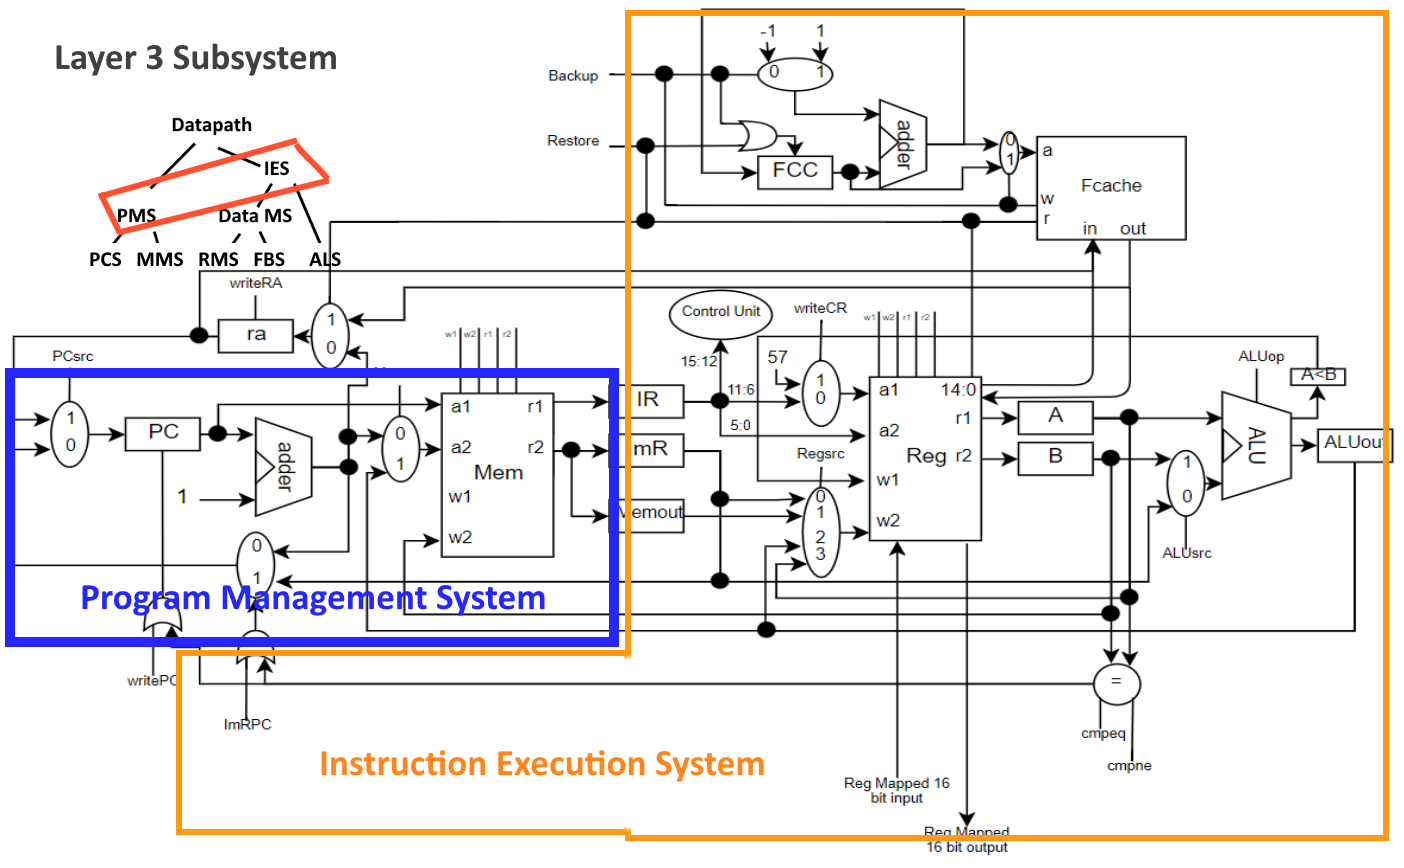 Layer 3 Subsystem
Datapath
IES
PMS
Data MS
PCS MMS RMS FBS ALS
-1 1
0 1
Backup
Restore
adder
FCC
0
1
a
Fcache
w
r
in out
writeRA
ra
1
0
PCsrc
1
0
PC
adder
1
0
1
0
1
w1 w2 r1 r2
a1
r1
a2
r2
Mem
w1
w2
Control Unit
15:12
11:6
5:0
IR
mR
writeCR
57
1
0
Regsrc
0
1
2
3
w1 w2 r1 r2
a1
14:0
r1
a2
Reg r2
w1
w2
A
B
ALUop
A<B
ALU
ALUout
1
0
ALUsrc
Program Management System
writePC
ImRPC
=
cmpeq
cmpne
Instruction Execution System
Reg Mapped 16
bit input
Reg Mapped
16 bit output